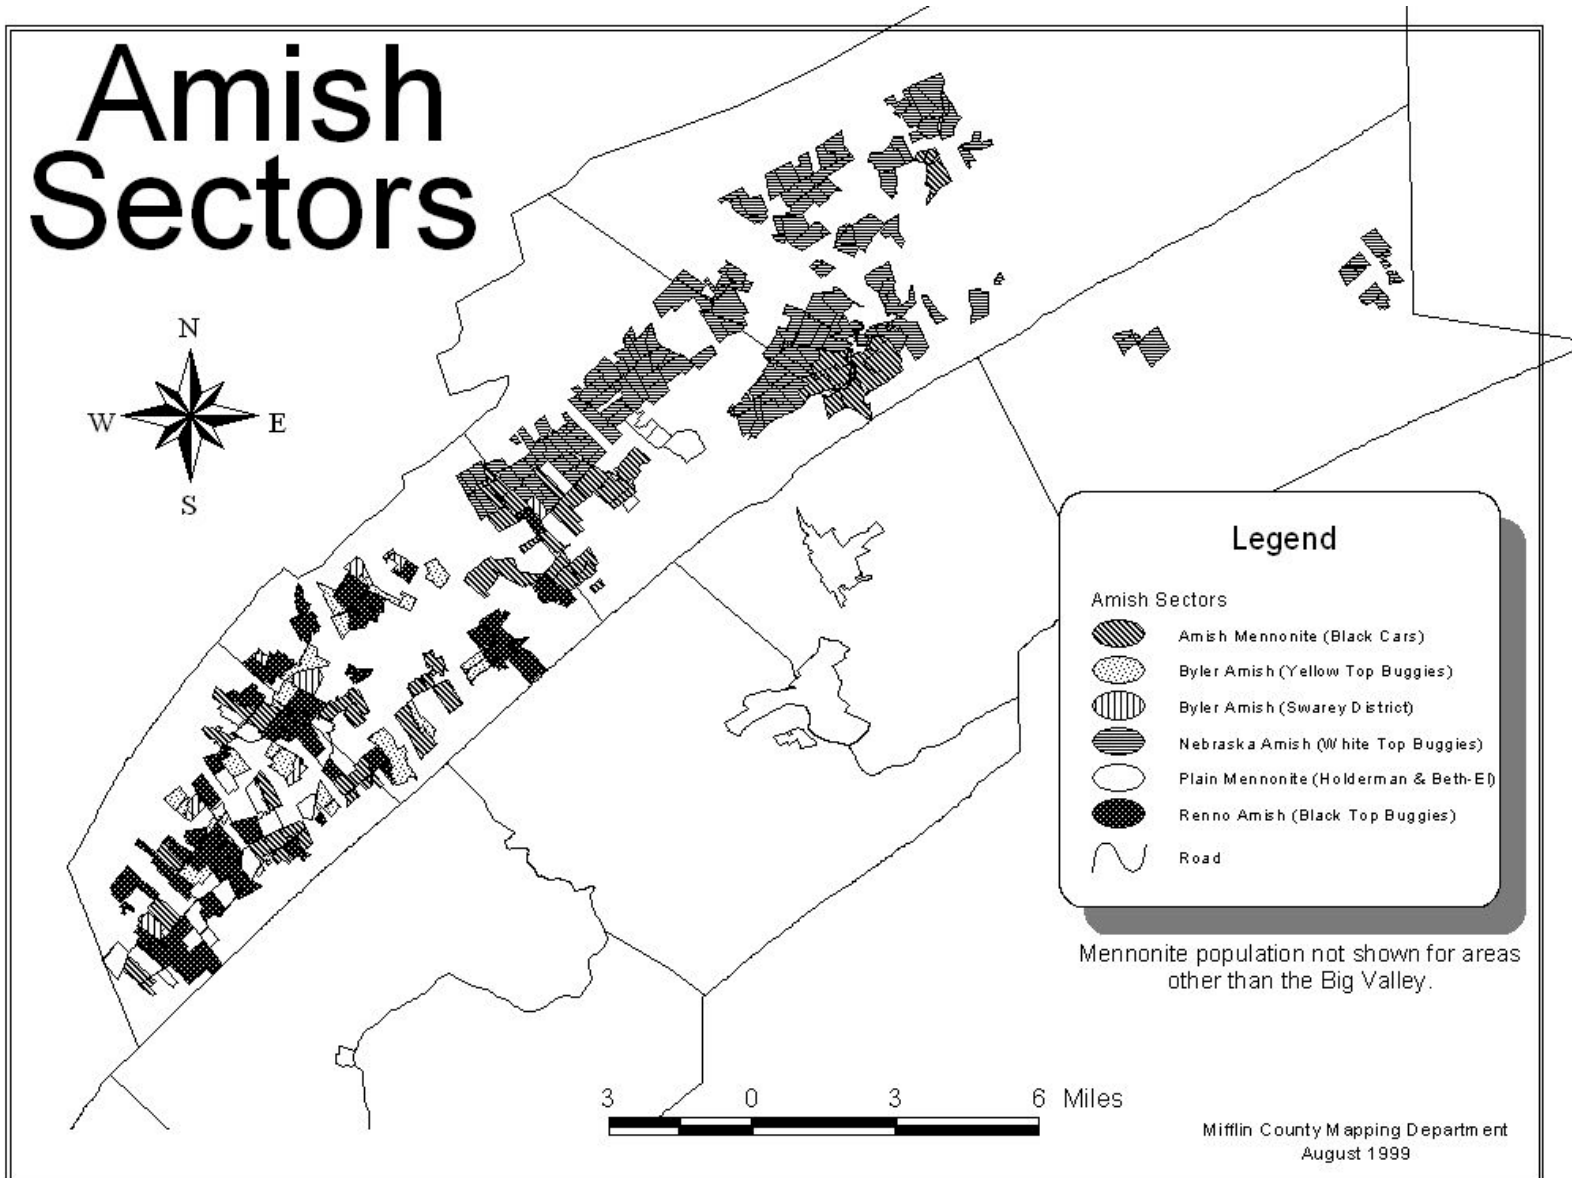 Amish
Sectors
N
W
E
S
Legend
Amish Sectors
Amish Mennonite (Black Cars)
Byler Amish (Yellow Top Buggies)
Byler Amish (Swarey District)
Nebraska Amish (White Top Buggies)
Plain Mennonite (Holderman & Beth-El)
Renno Amish (Black Top Buggies)
Road
Mennonite population not shown for areas
other than the Big Valley.
3 0 3 6 Miles
Mifflin County Mapping Department
August 1999